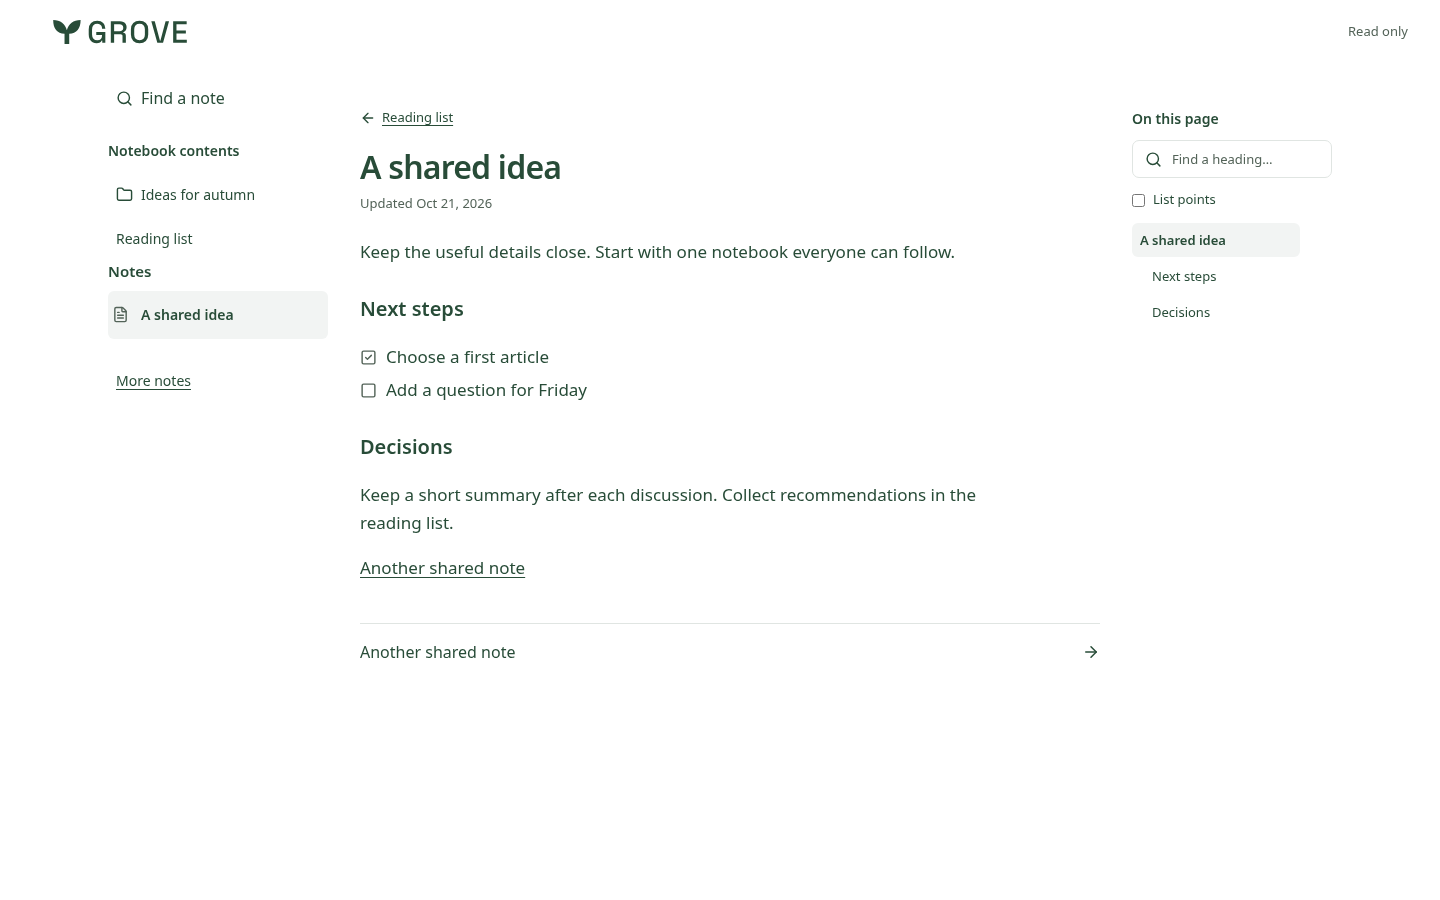 GROVE
Read only
Find a note
Notebook contents
Ideas for autumn
Reading list
Notes
A shared idea
More notes
Reading list
A shared idea
Updated Oct 21, 2026
Keep the useful details close. Start with one notebook everyone can follow.
Next steps
Choose a first article
Add a question for Friday
Decisions
Keep a short summary after each discussion. Collect recommendations in the
reading list.
Another shared note
Another shared note
On this page
Find a heading...
List points
A shared idea
Next steps
Decisions